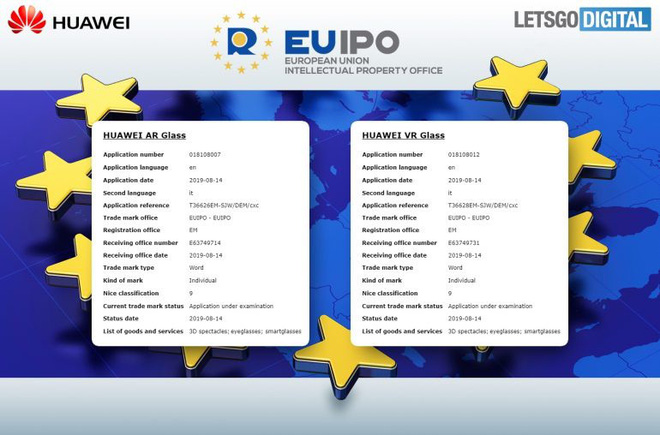 HUAWEI
EUIPO
EUROPEAN UNION
INTELLECTUAL PROPERTY OFFICE
LETSGODIGITAL
HUAWEI AR Glass
Application number 018108007
Application language en
Application date 2019-08-14
Second language it
Application reference T36626EM-SJW/DEM/cxc
Trade mark office EUIPO - EUIPO
Registration office EM
Receiving office number E63749714
Receiving office date 2019-08-14
Trade mark type Word
Kind of mark Individual
Nice classification 9
Current trade mark status Application under examination
Status date 2019-08-14
List of goods and services 3D spectacles; eyeglasses; smartglasses
HUAWEI VR Glass
Application number 018108012
Application language en
Application date 2019-08-14
Second language it
Application reference T36628EM-SJW/DEM/cxc
Trade mark office EUIPO - EUIPO
Registration office EM
Receiving office number E63749731
Receiving office date 2019-08-14
Trade mark type Word
Kind of mark Individual
Nice classification 9
Current trade mark status Application under examination
Status date 2019-08-14
List of goods and services 3D spectacles; eyeglasses; smartglasses